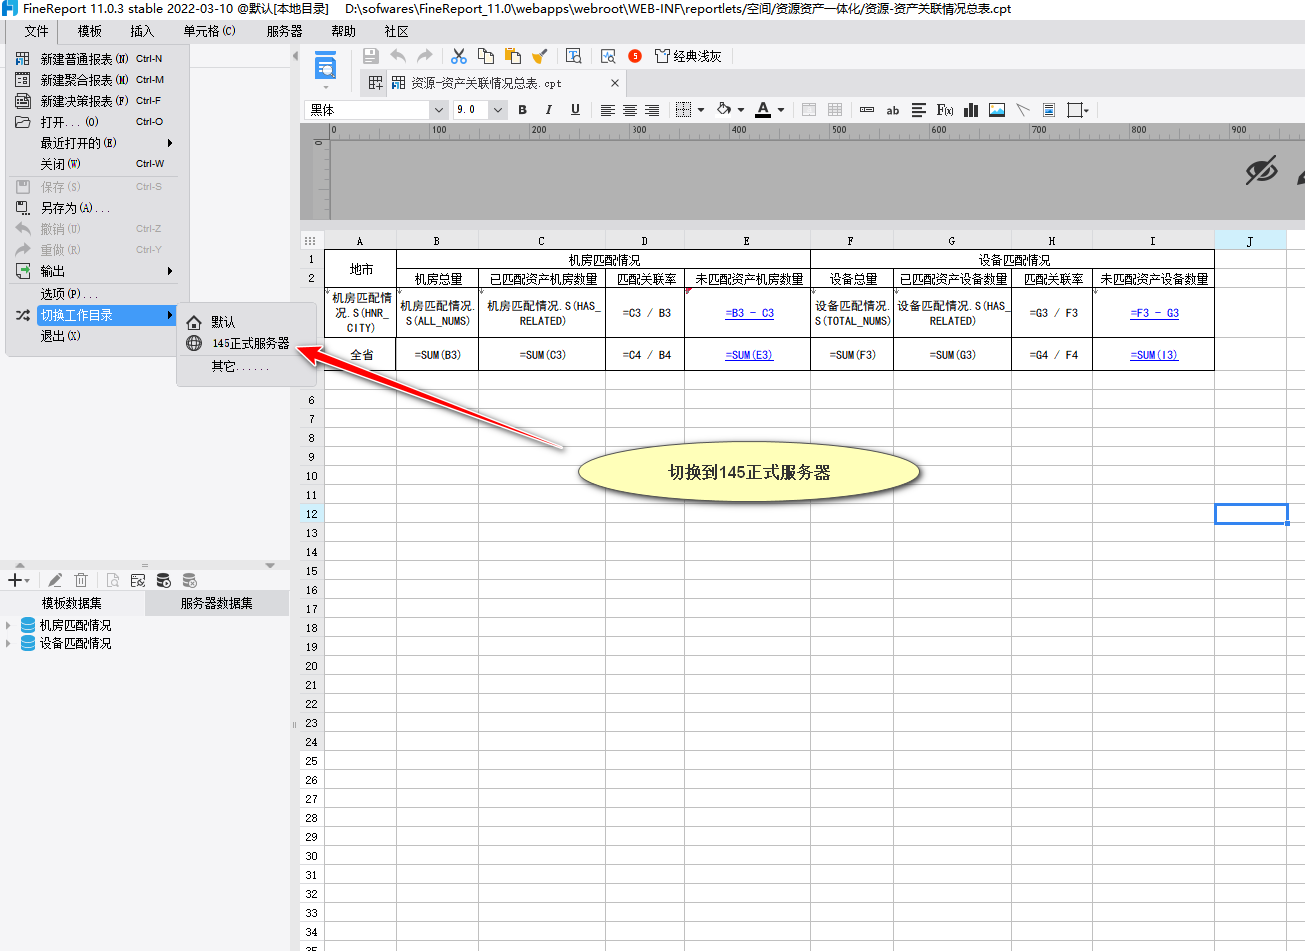 FineReport 11.0.3 stable 2022-03-10 @默认[本地目录] D:\sofwares\FineReport_11.0\webapps\webroot\WEB-INF\reportlets/空间/资源资产一体化/资源-资产关联情况总表.cpt
文件 模板 插入 单元格(C) 服务器 帮助 社区
新建普通报表(N) Ctrl-N
新建聚合报表(M) Ctrl-M
新建决策报表(F) Ctrl-F
打开...(O) Ctrl-O
最近打开的(E)
关闭(W) Ctrl-W
保存(S) Ctrl-S
另存为(A)...
撤销(U) Ctrl-Z
重做(R) Ctrl-Y
输出
选项(P)...
切换工作目录
退出(X)
默认
145正式服务器
其它......
5 经典浅灰
资源-资产关联情况总表.cpt
黑体 9.0 B I U A ab F(x)
0 100 200 300 400 500 600 700 800 900
0
A B C D E F G H I J
1 地市 机房匹配情况 设备匹配情况
2 机房总量 已匹配资产机房数量 匹配关联率 未匹配资产机房数量 设备总量 已匹配资产设备数量 匹配关联率 未匹配资产设备数量
机房匹配情况.S(HNR_CITY) 机房匹配情况.S(ALL_NUMS) 机房匹配情况.S(HAS_RELATED) =C3 / B3 =B3 - C3 设备匹配情况.S(TOTAL_NUMS) 设备匹配情况.S(HAS_RELATED) =G3 / F3 =F3 - G3
全省 =SUM(B3) =SUM(C3) =C4 / B4 =SUM(E3) =SUM(F3) =SUM(G3) =G4 / F4 =SUM(I3)
6
7
8
9
10
11
12
13
14
15
16
17
18
19
20
21
22
23
24
25
26
27
28
29
30
31
32
33
34
35
切换到145正式服务器
模板数据集 服务器数据集
机房匹配情况
设备匹配情况